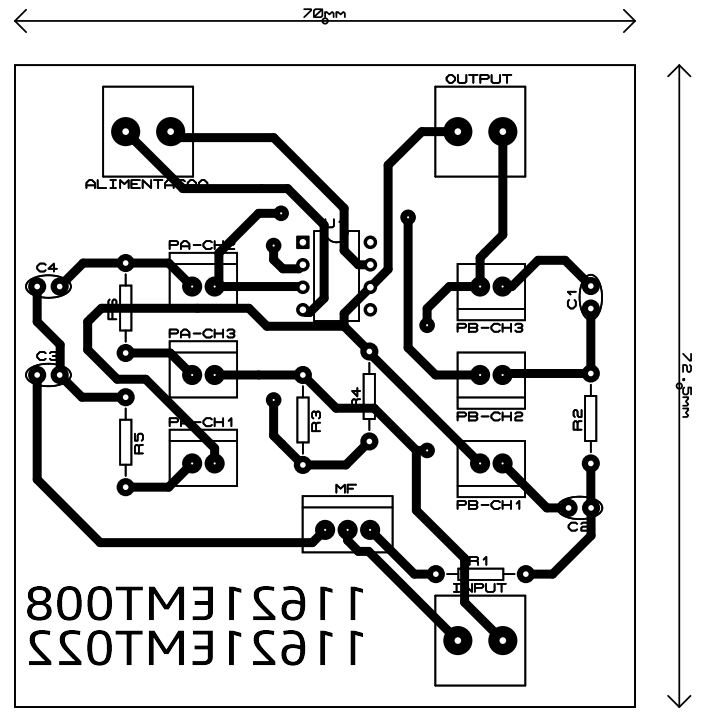 70mm
OUTPUT
ALIMENTAÇAO
U1
PA-CH2
C4
R6
C1
PB-CH3
PA-CH3
C3
R4
72.5mm
PB-CH2
R3
R2
PA-CH1
R5
MF
PB-CH1
C2
R1
INPUT
11621EMT008
11621EMT022